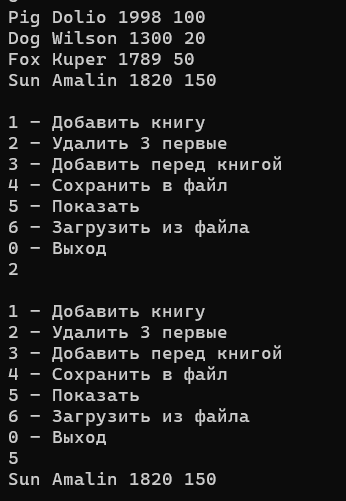 Pig Dolio 1998 100
Dog Wilson 1300 20
Fox Kuper 1789 50
Sun Amalin 1820 150
1 – Добавить книгу
2 – Удалить 3 первые
3 – Добавить перед книгой
4 – Сохранить в файл
5 – Показать
6 – Загрузить из файла
0 – Выход
2
1 – Добавить книгу
2 – Удалить 3 первые
3 – Добавить перед книгой
4 – Сохранить в файл
5 – Показать
6 – Загрузить из файла
0 – Выход
5
Sun Amalin 1820 150